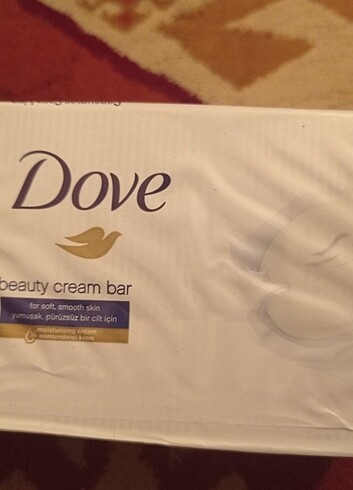 Dove
beauty cream bar
for soft, smooth skin
yumuşak, pürüzsüz bir cilt için
moisturising cream
nemlendirici krem